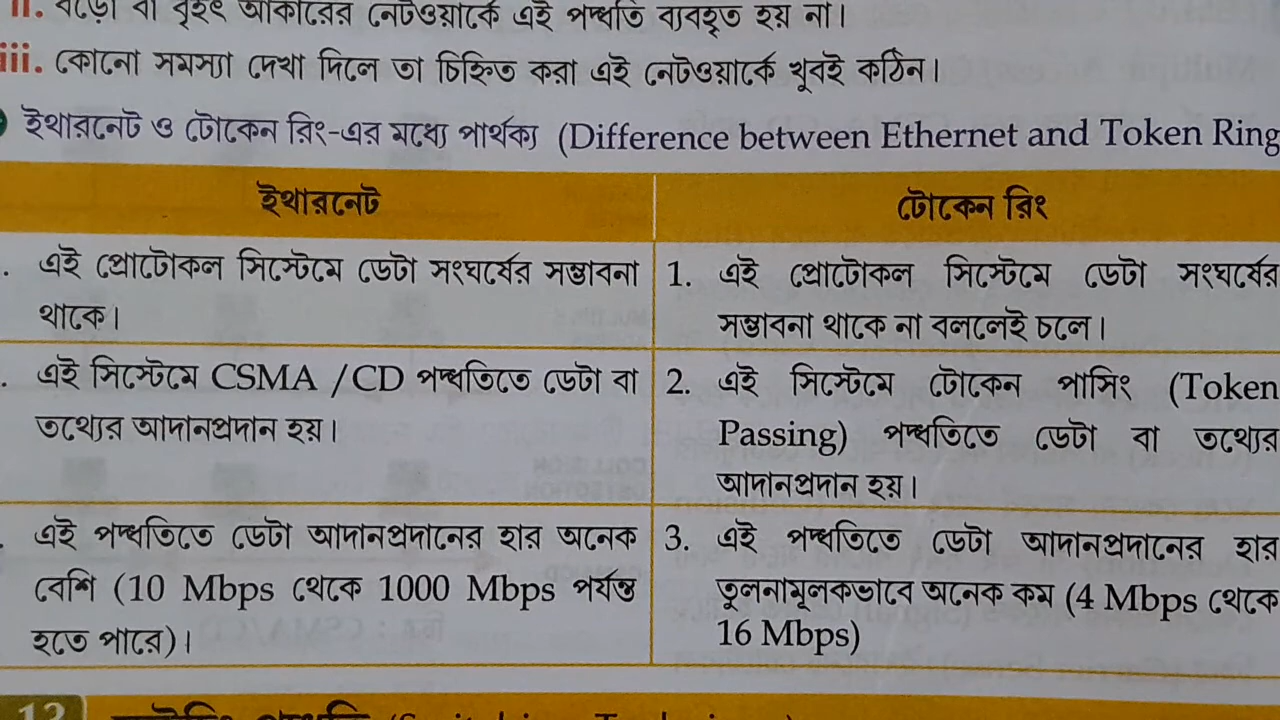 ii. বড়ো বা বৃহৎ আকারের নেটওয়ার্কে এই পদ্ধতি ব্যবহৃত হয় না।
iii. কোনো সমস্যা দেখা দিলে তা চিহ্নিত করা এই নেটওয়ার্কে খুবই কঠিন।
ইথারনেট ও টোকেন রিং-এর মধ্যে পার্থক্য (Difference between Ethernet and Token Ring
ইথারনেট
. এই প্রোটোকল সিস্টেমে ডেটা সংঘর্ষের সম্ভাবনা
থাকে।
. এই সিস্টেমে CSMA /CD পদ্ধতিতে ডেটা বা
তথ্যের আদানপ্রদান হয়।
. এই পদ্ধতিতে ডেটা আদানপ্রদানের হার অনেক
বেশি (10 Mbps থেকে 1000 Mbps পর্যন্ত
হতে পারে)।
টোকেন রিং
1. এই প্রোটোকল সিস্টেমে ডেটা সংঘর্ষের
সম্ভাবনা থাকে না বললেই চলে।
2. এই সিস্টেমে টোকেন পাসিং (Token
Passing) পদ্ধতিতে ডেটা বা তথ্যের
আদানপ্রদান হয়।
3. এই পদ্ধতিতে ডেটা আদানপ্রদানের হার
তুলনামূলকভাবে অনেক কম (4 Mbps থেকে
16 Mbps)